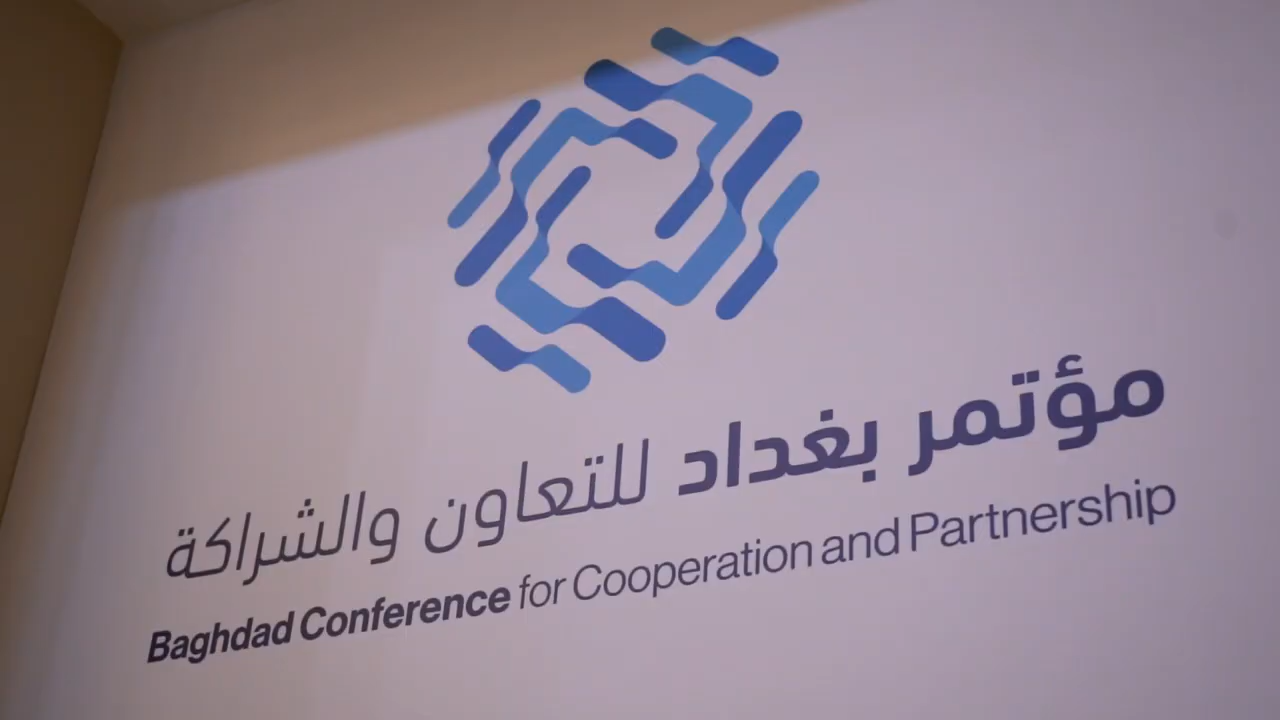 مؤتمر بغداد للتعاون والشراكة
Baghdad Conference for Cooperation and Partnership